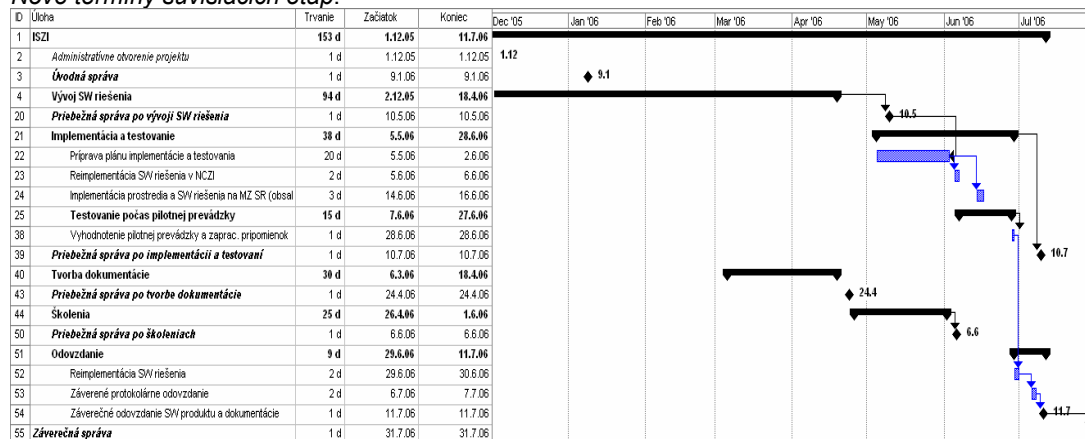 Nové termíny súvisiacich etáp:
ID Úloha Trvanie Začiatok Koniec Dec '05 Jan '06 Feb '06 Mar '06 Apr '06 May '06 Jun '06 Jul '06
1 ISZI 153 d 1.12.05 11.7.06
2 Administratívne otvorenie projektu 1 d 1.12.05 1.12.05 1.12
3 Úvodná správa 1 d 9.1.06 9.1.06 9.1
4 Vývoj SW riešenia 94 d 2.12.05 18.4.06
20 Priebežná správa po vývoji SW riešenia 1 d 10.5.06 10.5.06 10.5
21 Implementácia a testovanie 38 d 5.5.06 28.6.06
22 Príprava plánu implementácie a testovania 20 d 5.5.06 2.6.06
23 Reimplementácia SW riešenia v NCZI 2 d 5.6.06 6.6.06
24 Implementácia prostredia a SW riešenia na MZ SR (obsal 3 d 14.6.06 16.6.06
25 Testovanie počas pilotnej prevádzky 15 d 7.6.06 27.6.06
38 Vyhodnotenie pilotnej prevádzky a zaprac. pripomienok 1 d 28.6.06 28.6.06
39 Priebežná správa po implementácii a testovaní 1 d 10.7.06 10.7.06 10.7
40 Tvorba dokumentácie 30 d 6.3.06 18.4.06
43 Priebežná správa po tvorbe dokumentácie 1 d 24.4.06 24.4.06 24.4
44 Školenia 25 d 26.4.06 1.6.06
50 Priebežná správa po školeniach 1 d 6.6.06 6.6.06 6.6
51 Odovzdanie 9 d 29.6.06 11.7.06
52 Reimplementácia SW riešenia 2 d 29.6.06 30.6.06
53 Záverené protokolárne odovzdanie 2 d 6.7.06 7.7.06
54 Záverečné odovzdanie SW produktu a dokumentácie 1 d 11.7.06 11.7.06 11.7
55 Záverečná správa 1 d 31.7.06 31.7.06